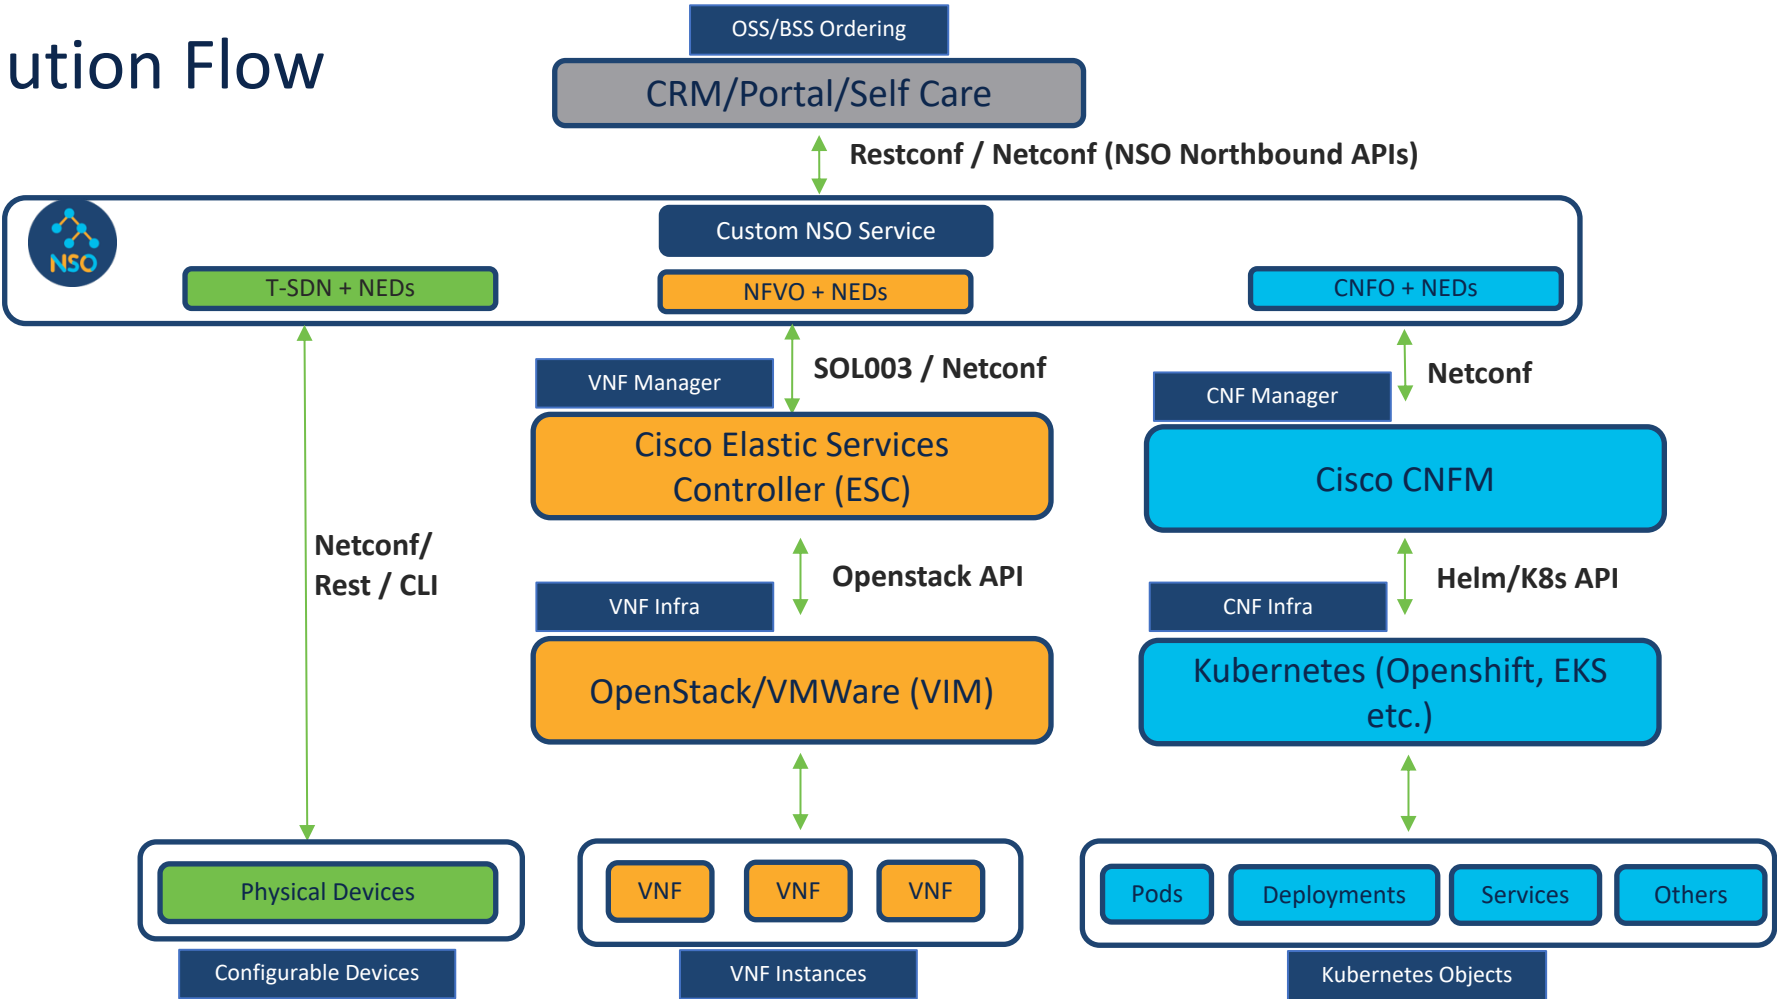 OSS/BSS Ordering
ution Flow
CRM/Portal/Self Care
Restconf / Netconf (NSO Northbound APIs)
NSO
Custom NSO Service
T-SDN + NEDs
NFVO + NEDs
CNFO + NEDs
VNF Manager
SOL003 / Netconf
CNF Manager
Netconf
Cisco Elastic Services
Controller (ESC)
Cisco CNFM
Netconf/
Rest / CLI
Openstack API
Helm/K8s API
VNF Infra
CNF Infra
OpenStack/VMWare (VIM)
Kubernetes (Openshift, EKS
etc.)
Physical Devices
VNF
VNF
VNF
Pods
Deployments
Services
Others
Configurable Devices
VNF Instances
Kubernetes Objects